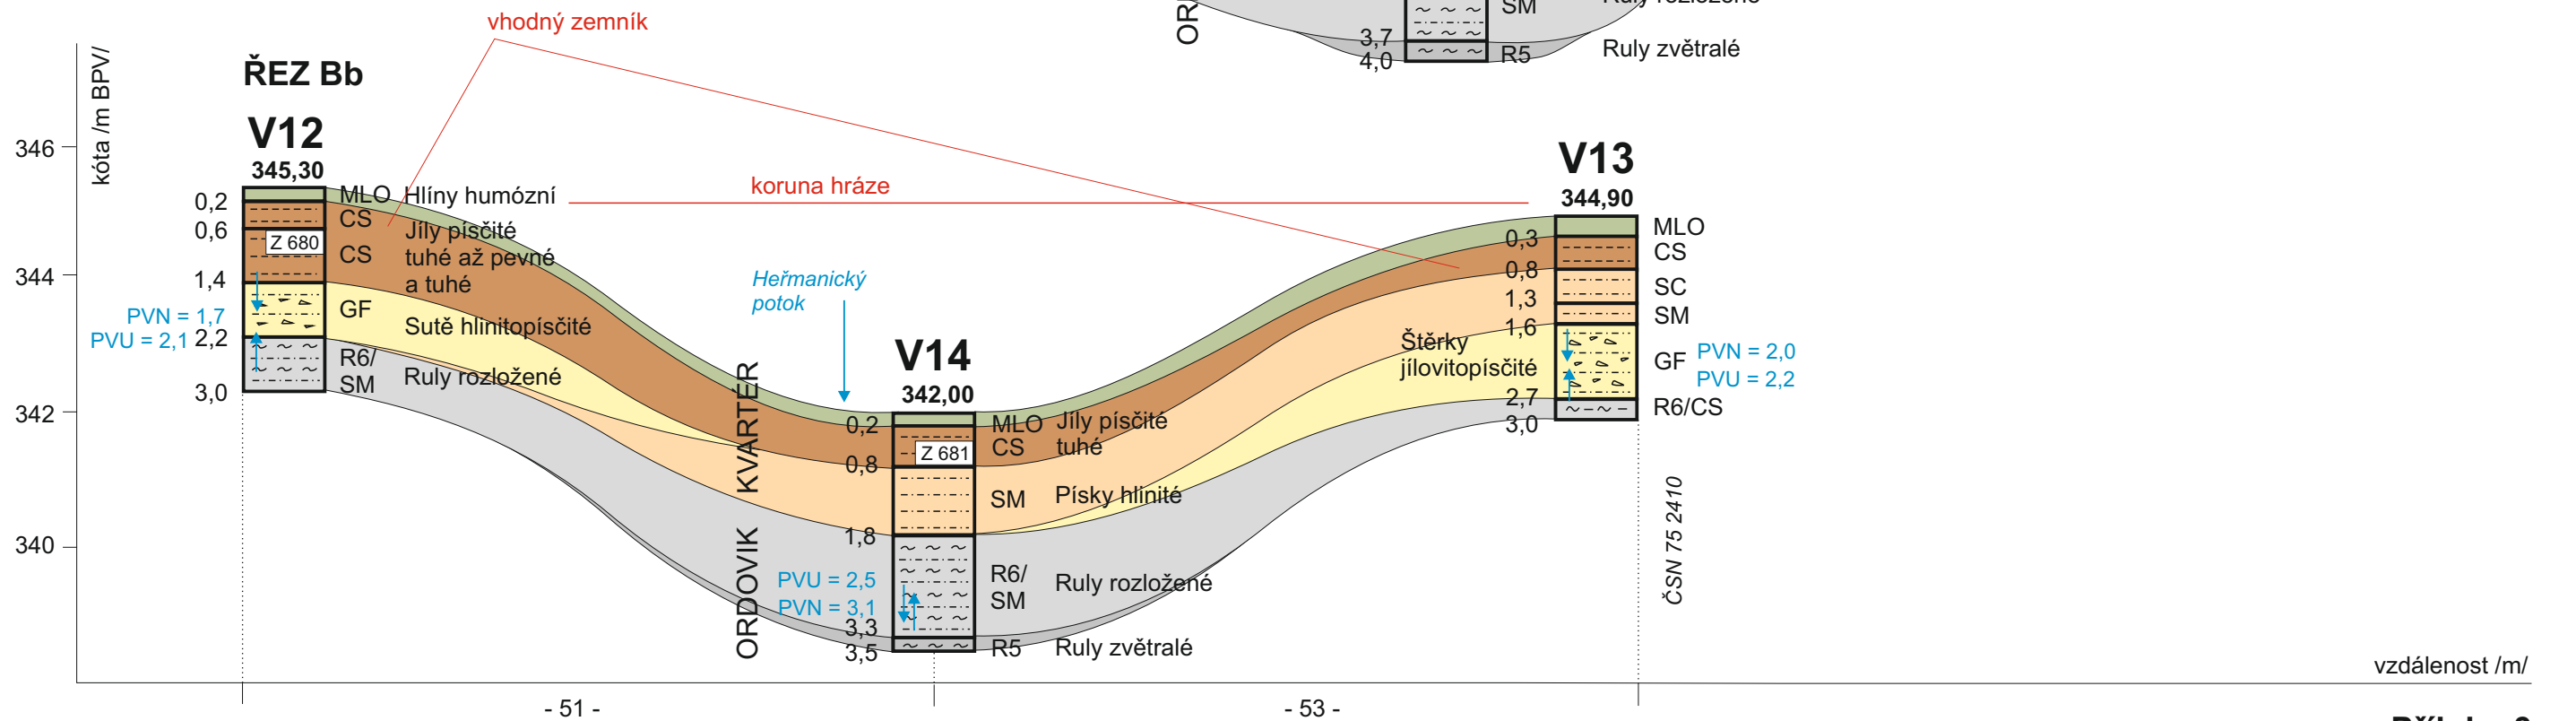 vhodný zemník
ŘEZ Bb
kóta /m BPV/
346
344
342
340
V12
345,30
0,2
0,6
1,4
2,2
3,0
PVN = 1,7
PVU = 2,1
Z 680
MLO
CS
CS
GF
R6/
SM
Hlíny humózní
Jíly písčité
tuhé až pevné
a tuhé
Sutě hlinitopísčité
Ruly rozložené
koruna hráze
Heřmanický
potok
KVARTÉR
ORDOVIK
V14
342,00
0,2
0,8
1,8
3,3
3,5
PVU = 2,5
PVN = 3,1
Z 681
MLO
CS
SM
R6/
SM
R5
Jíly písčité
tuhé
Písky hlinité
Ruly rozložené
Ruly zvětralé
3,7
4,0
SM
R5
Ruly rozložené
Ruly zvětralé
V13
344,90
0,3
0,8
1,3
1,6
2,7
3,0
Štěrky
jílovitopísčité
MLO
CS
SC
SM
GF
R6/CS
PVN = 2,0
PVU = 2,2
ČSN 75 2410
vzdálenost /m/
- 51 -
- 53 -